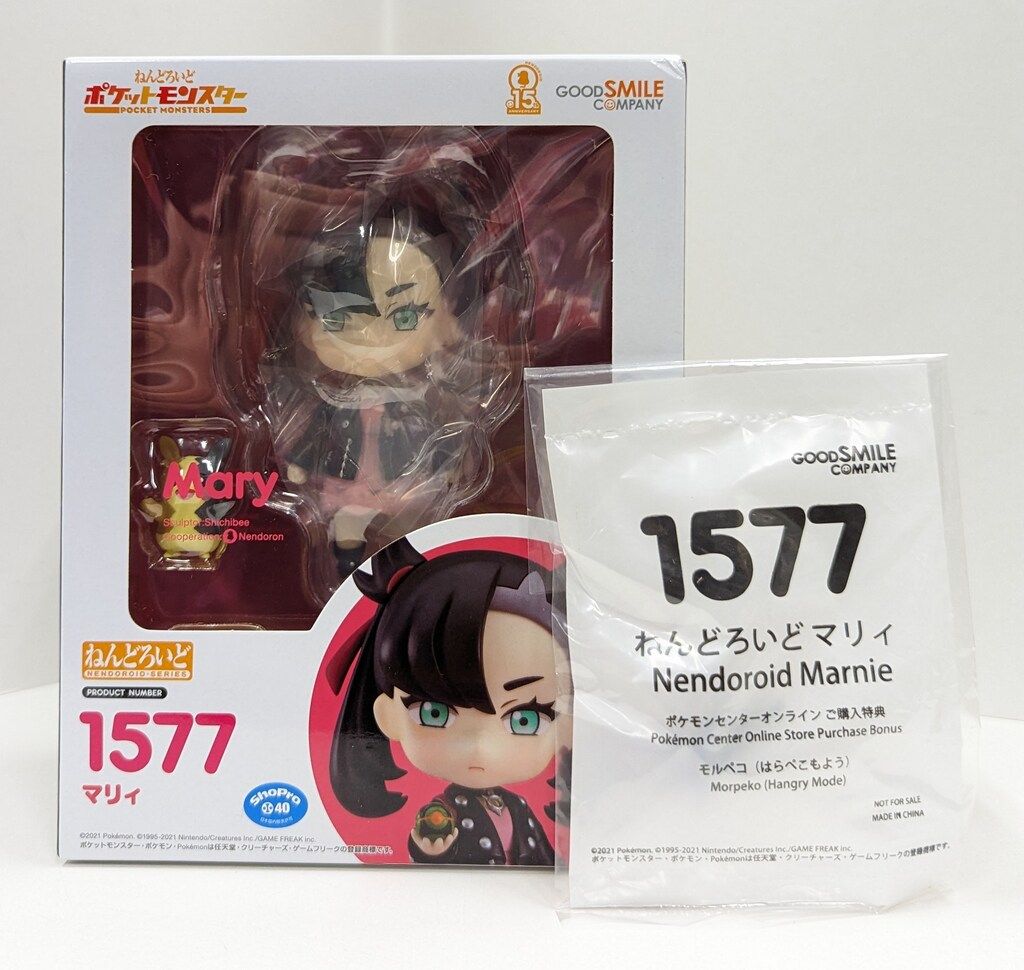 ねんどろいど
ポケットモンスター
POCKET MONSTERS
15th
ANNIVERSARY
GOODSMILE
COMPANY
Mary
Sculptor:Shichibee
Cooperation: Nendoron
ねんどろいど
NENDOROID-SERIES
PRODUCT NUMBER
1577
マリィ
ShoPro
40
©2021 Pokémon. ©1995-2021 Nintendo/Creatures Inc./GAME FREAK inc.
ポケットモンスター・ポケモン・Pokémonは任天堂・クリーチャーズ・ゲームフリークの登録商標です。
GOODSMILE
COMPANY
1577
ねんどろいど マリィ
Nendoroid Marnie
ポケモンセンターオンライン ご購入特典
Pokémon Center Online Store Purchase Bonus
モルペコ（はらぺこもよう）
Morpeko (Hangry Mode)
NOT FOR SALE
MADE IN CHINA
©2021 Pokémon. ©1995-2021 Nintendo/Creatures Inc./GAME FREAK inc.
ポケットモンスター・ポケモン・Pokémonは任天堂・クリーチャーズ・ゲームフリークの登録商標です。